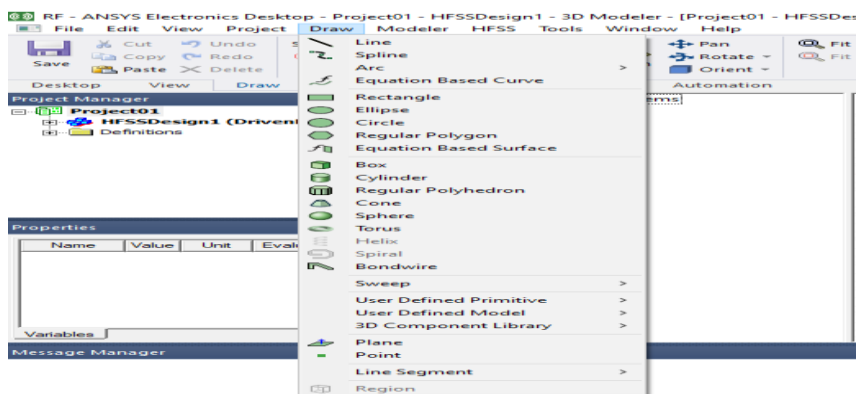 RF - ANSYS Electronics Desktop - Project01 - HFSSDesign1 - 3D Modeler - [Project01 - HFSSDes
File Edit View Project Draw Modeler HFSS Tools Window Help
Save
Cut
Copy
Paste
Undo
Redo
Delete
Pan
Rotate
Orient
Fit
Fit
Desktop View Draw Automation
Project Manager
Project01
HFSSDesign1 (Driven
Definitions
Properties
Name Value Unit Evalu
Variables
Message Manager
Line
Spline
Arc >
Equation Based Curve
Rectangle
Ellipse
Circle
Regular Polygon
Equation Based Surface
Box
Cylinder
Regular Polyhedron
Cone
Sphere
Torus
Helix
Spiral
Bondwire
Sweep >
User Defined Primitive >
User Defined Model >
3D Component Library >
Plane
Point
Line Segment >
Region
ems]